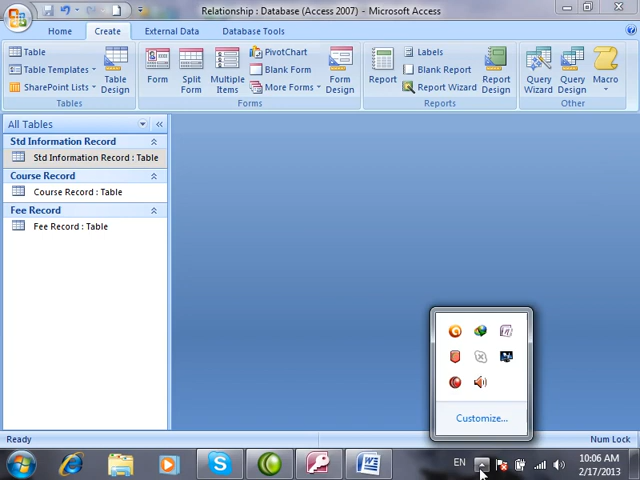 Relationship : Database (Access 2007) - Microsoft Access
Home Create External Data Database Tools
Table
Table Templates
SharePoint Lists
Table Design
Tables
Form
Split Form
Multiple Items
PivotChart
Blank Form
More Forms
Form Design
Forms
Report
Labels
Blank Report
Report Wizard
Report Design
Reports
Query Wizard
Query Design
Macro
Other
All Tables
Std Information Record
Std Information Record : Table
Course Record
Course Record : Table
Fee Record
Fee Record : Table
Customize...
Ready Num Lock
EN
10:06 AM
2/17/2013